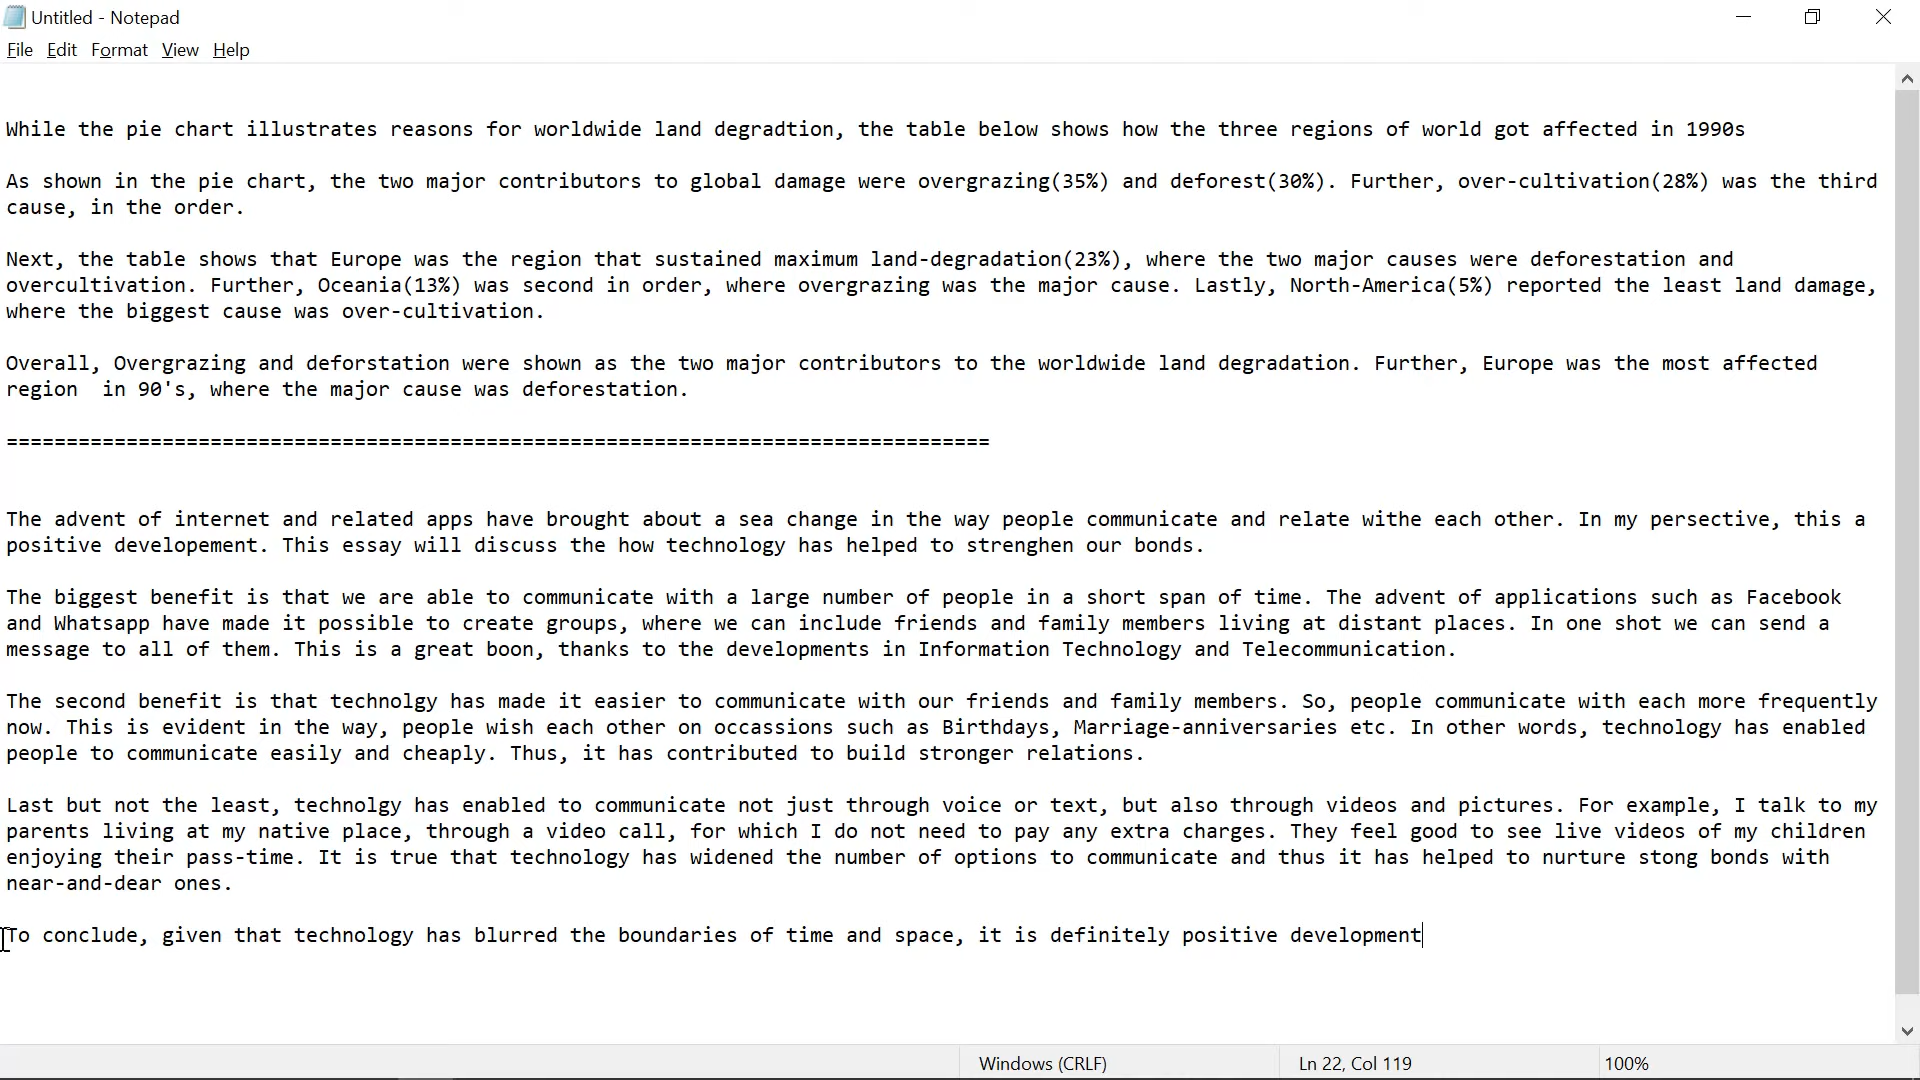 Untitled - Notepad
File Edit Format View Help
While the pie chart illustrates reasons for worldwide land degradtion, the table below shows how the three regions of world got affected in 1990s
As shown in the pie chart, the two major contributors to global damage were overgrazing(35%) and deforest(30%). Further, over-cultivation(28%) was the third
cause, in the order.
Next, the table shows that Europe was the region that sustained maximum land-degradation(23%), where the two major causes were deforestation and
overcultivation. Further, Oceania(13%) was second in order, where overgrazing was the major cause. Lastly, North-America(5%) reported the least land damage,
where the biggest cause was over-cultivation.
Overall, Overgrazing and deforstation were shown as the two major contributors to the worldwide land degradation. Further, Europe was the most affected
region  in 90's, where the major cause was deforestation.
==================================================================================
The advent of internet and related apps have brought about a sea change in the way people communicate and relate withe each other. In my persective, this a
positive developement. This essay will discuss the how technology has helped to strenghen our bonds.
The biggest benefit is that we are able to communicate with a large number of people in a short span of time. The advent of applications such as Facebook
and Whatsapp have made it possible to create groups, where we can include friends and family members living at distant places. In one shot we can send a
message to all of them. This is a great boon, thanks to the developments in Information Technology and Telecommunication.
The second benefit is that technolgy has made it easier to communicate with our friends and family members. So, people communicate with each more frequently
now. This is evident in the way, people wish each other on occassions such as Birthdays, Marriage-anniversaries etc. In other words, technology has enabled
people to communicate easily and cheaply. Thus, it has contributed to build stronger relations.
Last but not the least, technolgy has enabled to communicate not just through voice or text, but also through videos and pictures. For example, I talk to my
parents living at my native place, through a video call, for which I do not need to pay any extra charges. They feel good to see live videos of my children
enjoying their pass-time. It is true that technology has widened the number of options to communicate and thus it has helped to nurture stong bonds with
near-and-dear ones.
To conclude, given that technology has blurred the boundaries of time and space, it is definitely positive development
Windows (CRLF)
Ln 22, Col 119
100%